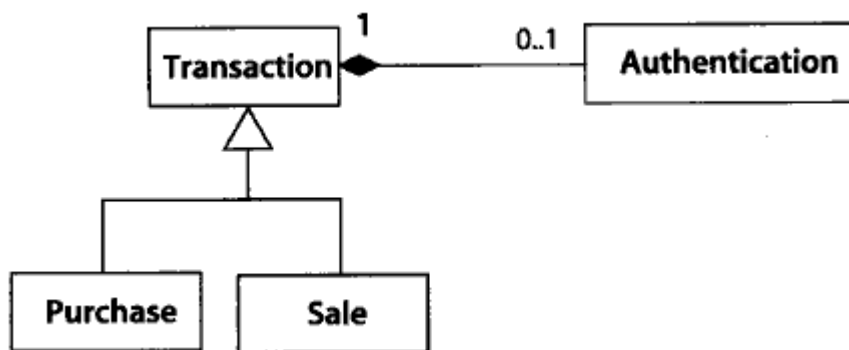 1
Transaction
0..1
Authentication
Purchase
Sale